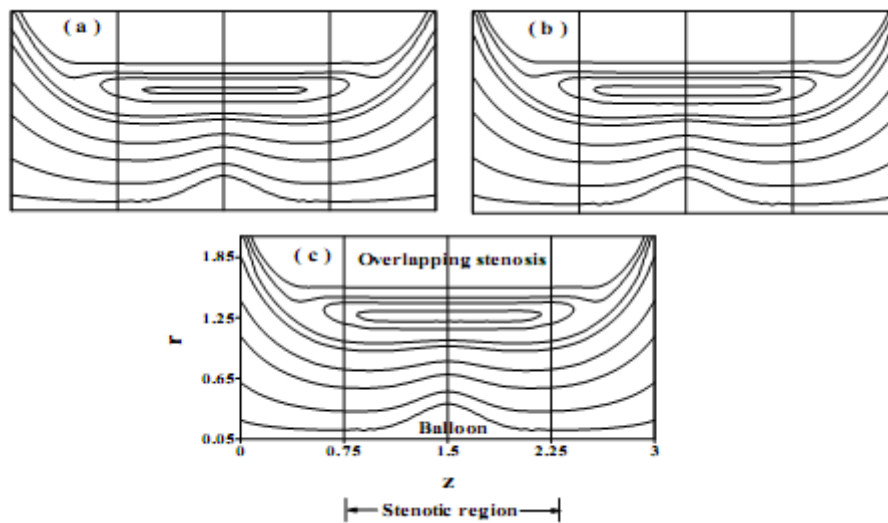 ( a )
( b )
( c )
Overlapping stenosis
1.85
1.25
r
0.65
Balloon
0.05
0 0.75 1.5 2.25 3
z
Stenotic region